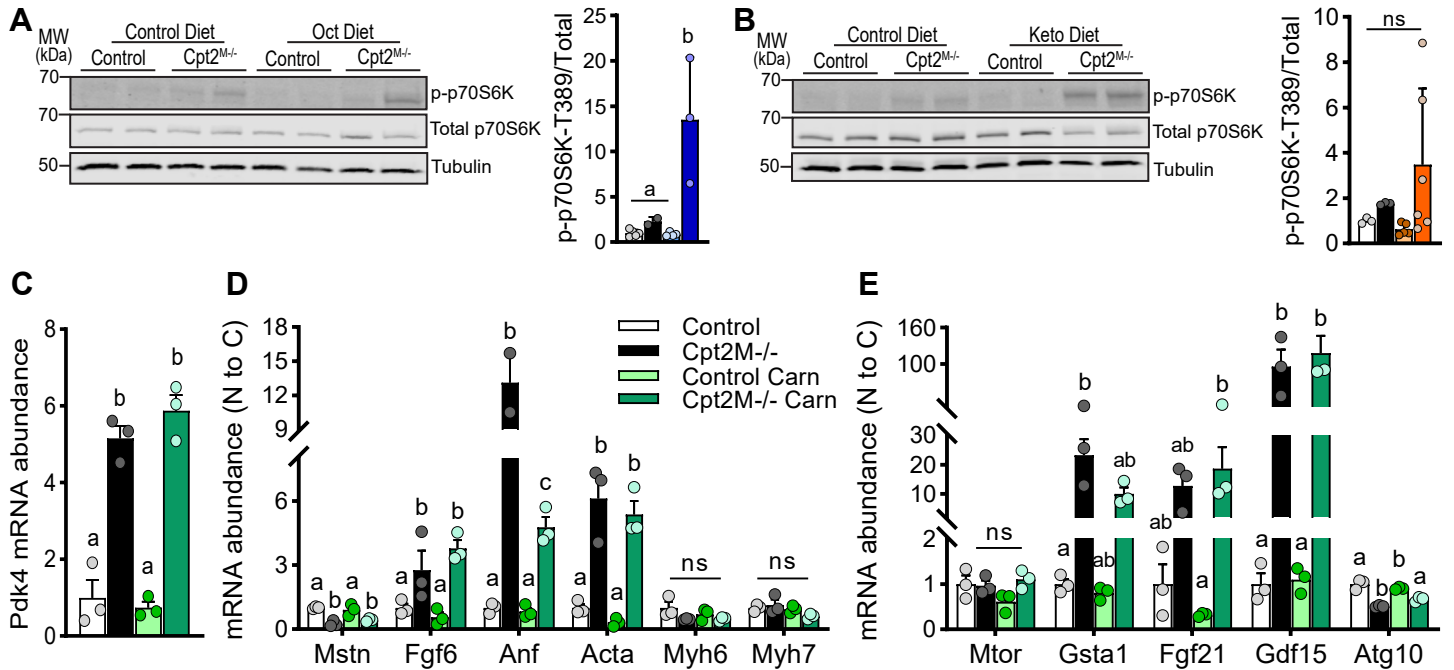 A
MW
(kDa)
Control Diet
Oct Diet
Control
Cpt2M-/-
Control
Cpt2M-/-
70
p-p70S6K
70
Total p70S6K
50
Tubulin
p-p70S6K-T389/Total
25
20
15
10
5
0
a
b
B
MW
(kDa)
Control Diet
Keto Diet
Control
Cpt2M-/-
Control
Cpt2M-/-
70
p-p70S6K
70
Total p70S6K
50
Tubulin
p-p70S6K-T389/Total
10
8
6
4
2
0
ns
C
Pdk4 mRNA abundance
8
6
4
2
0
a
b
a
b
D
mRNA abundance (N to C)
18
15
12
9
6
3
0
a
b
a
b
a
b
a
b
a
b
a
c
a
b
a
b
ns
ns
Mstn
Fgf6
Anf
Acta
Myh6
Myh7
Control
Cpt2M-/-
Control Carn
Cpt2M-/- Carn
E
mRNA abundance (N to C)
160
100
30
20
10
2
1
0
ns
a
b
ab
ab
ab
ab
a
b
a
b
a
b
a
b
b
a
Mtor
Gsta1
Fgf21
Gdf15
Atg10